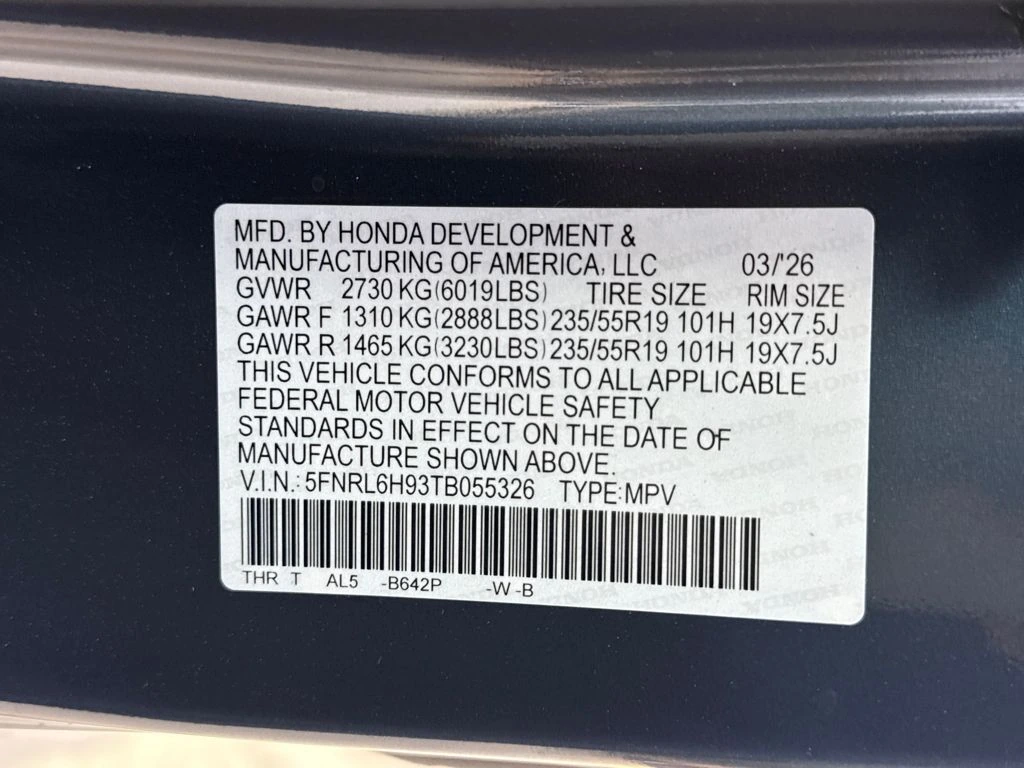 MFD. BY HONDA DEVELOPMENT &
MANUFACTURING OF AMERICA, LLC 03/'26
GVWR 2730 KG(6019LBS) TIRE SIZE RIM SIZE
GAWR F 1310 KG(2888LBS) 235/55R19 101H 19X7.5J
GAWR R 1465 KG(3230LBS) 235/55R19 101H 19X7.5J
THIS VEHICLE CONFORMS TO ALL APPLICABLE
FEDERAL MOTOR VEHICLE SAFETY
STANDARDS IN EFFECT ON THE DATE OF
MANUFACTURE SHOWN ABOVE.
V.I.N.: 5FNRL6H93TB055326 TYPE:MPV
THR T AL5 -B642P -W -B